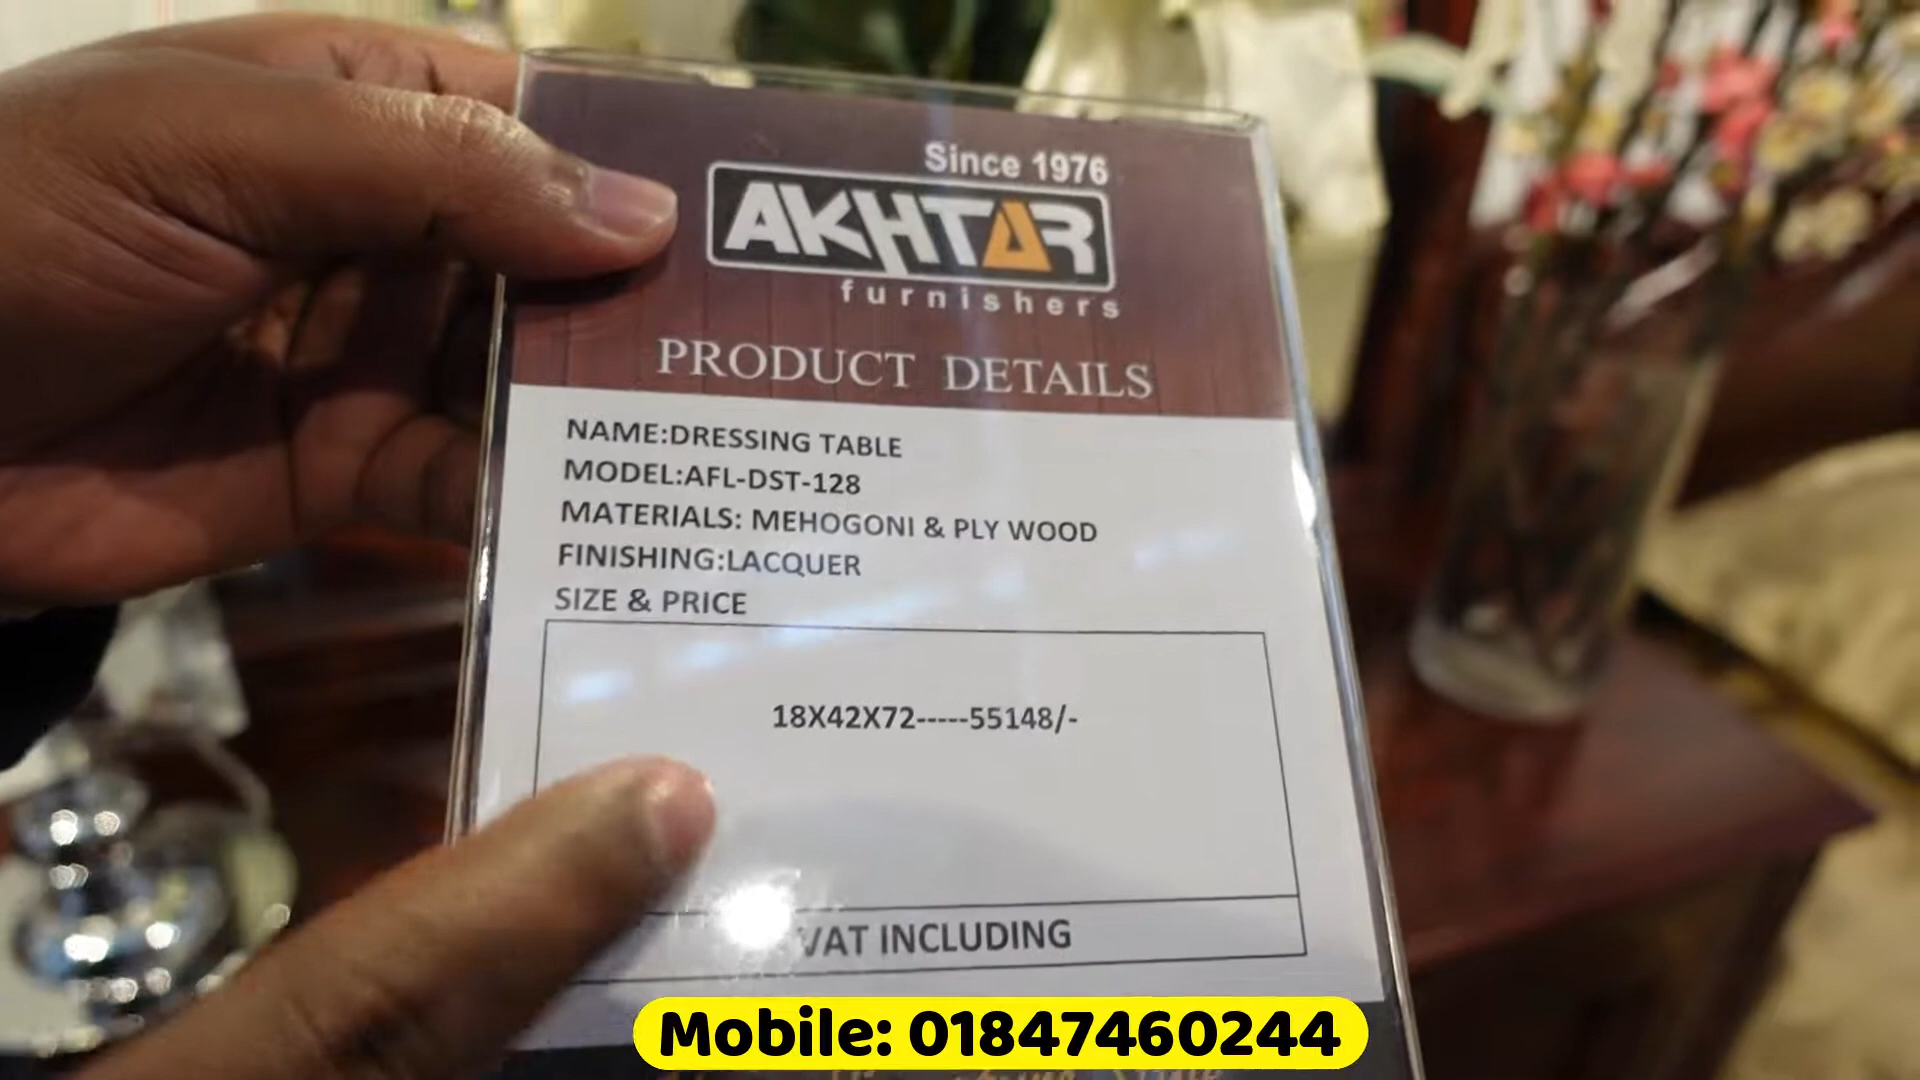 Since 1976
AKHTAR
furnishers
PRODUCT DETAILS
NAME:DRESSING TABLE
MODEL:AFL-DST-128
MATERIALS: MEHOGONI & PLY WOOD
FINISHING:LACQUER
SIZE & PRICE
18X42X72-----55148/-
VAT INCLUDING
Mobile: 01847460244